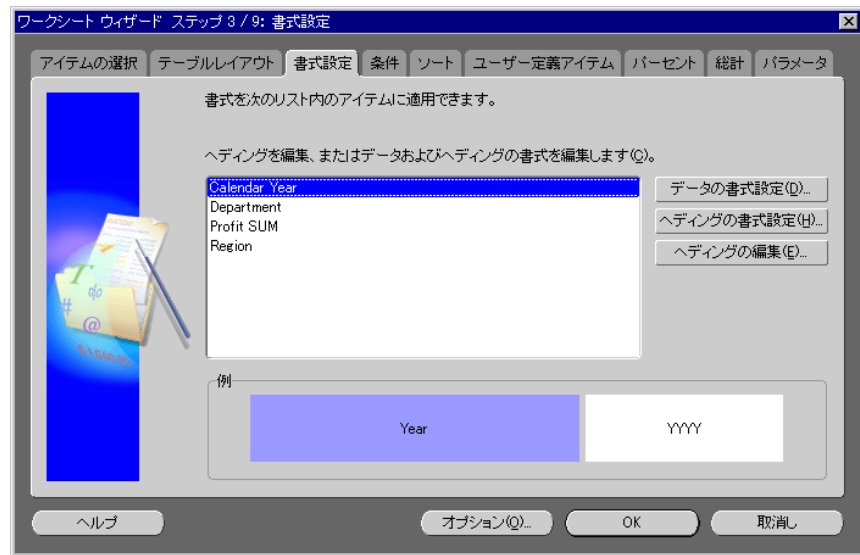 ワークシート ウィザード ステップ 3 / 9: 書式設定
アイテムの選択 テーブルレイアウト 書式設定 条件 ソート ユーザー定義アイテム パーセント 総計 パラメータ
書式を次のリスト内のアイテムに適用できます。
ヘディングを編集、またはデータおよびヘディングの書式を編集します(C)。
Calendar Year
Department
Profit SUM
Region
データの書式設定(D)...
ヘディングの書式設定(H)...
ヘディングの編集(E)...
T
%
#
@
例
Year YYYY
ヘルプ オプション(O)... OK 取消し